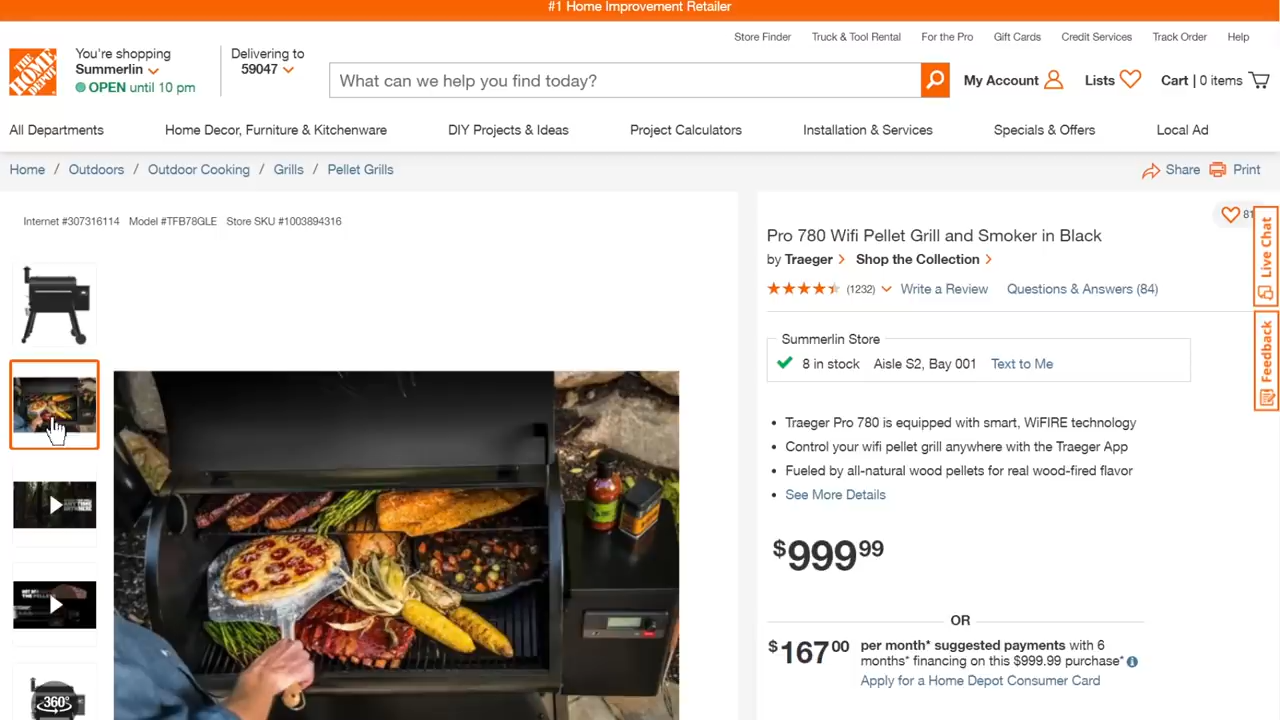 #1 Home Improvement Retailer
Store Finder Truck & Tool Rental For the Pro Gift Cards Credit Services Track Order Help
THE HOME DEPOT
You're shopping
Summerlin
OPEN until 10 pm
Delivering to
59047
What can we help you find today?
My Account Lists Cart | 0 items
All Departments Home Decor, Furniture & Kitchenware DIY Projects & Ideas Project Calculators Installation & Services Specials & Offers Local Ad
Home / Outdoors / Outdoor Cooking / Grills / Pellet Grills
Share Print
Internet #307316114 Model #TFB78GLE Store SKU #1003894316
81
Live Chat
Feedback
Pro 780 Wifi Pellet Grill and Smoker in Black
by Traeger > Shop the Collection >
(1232) Write a Review Questions & Answers (84)
Summerlin Store
8 in stock Aisle S2, Bay 001 Text to Me
• Traeger Pro 780 is equipped with smart, WiFIRE technology
• Control your wifi pellet grill anywhere with the Traeger App
• Fueled by all-natural wood pellets for real wood-fired flavor
• See More Details
$999 99
OR
$167 00 per month* suggested payments with 6
months* financing on this $999.99 purchase*
Apply for a Home Depot Consumer Card
360°